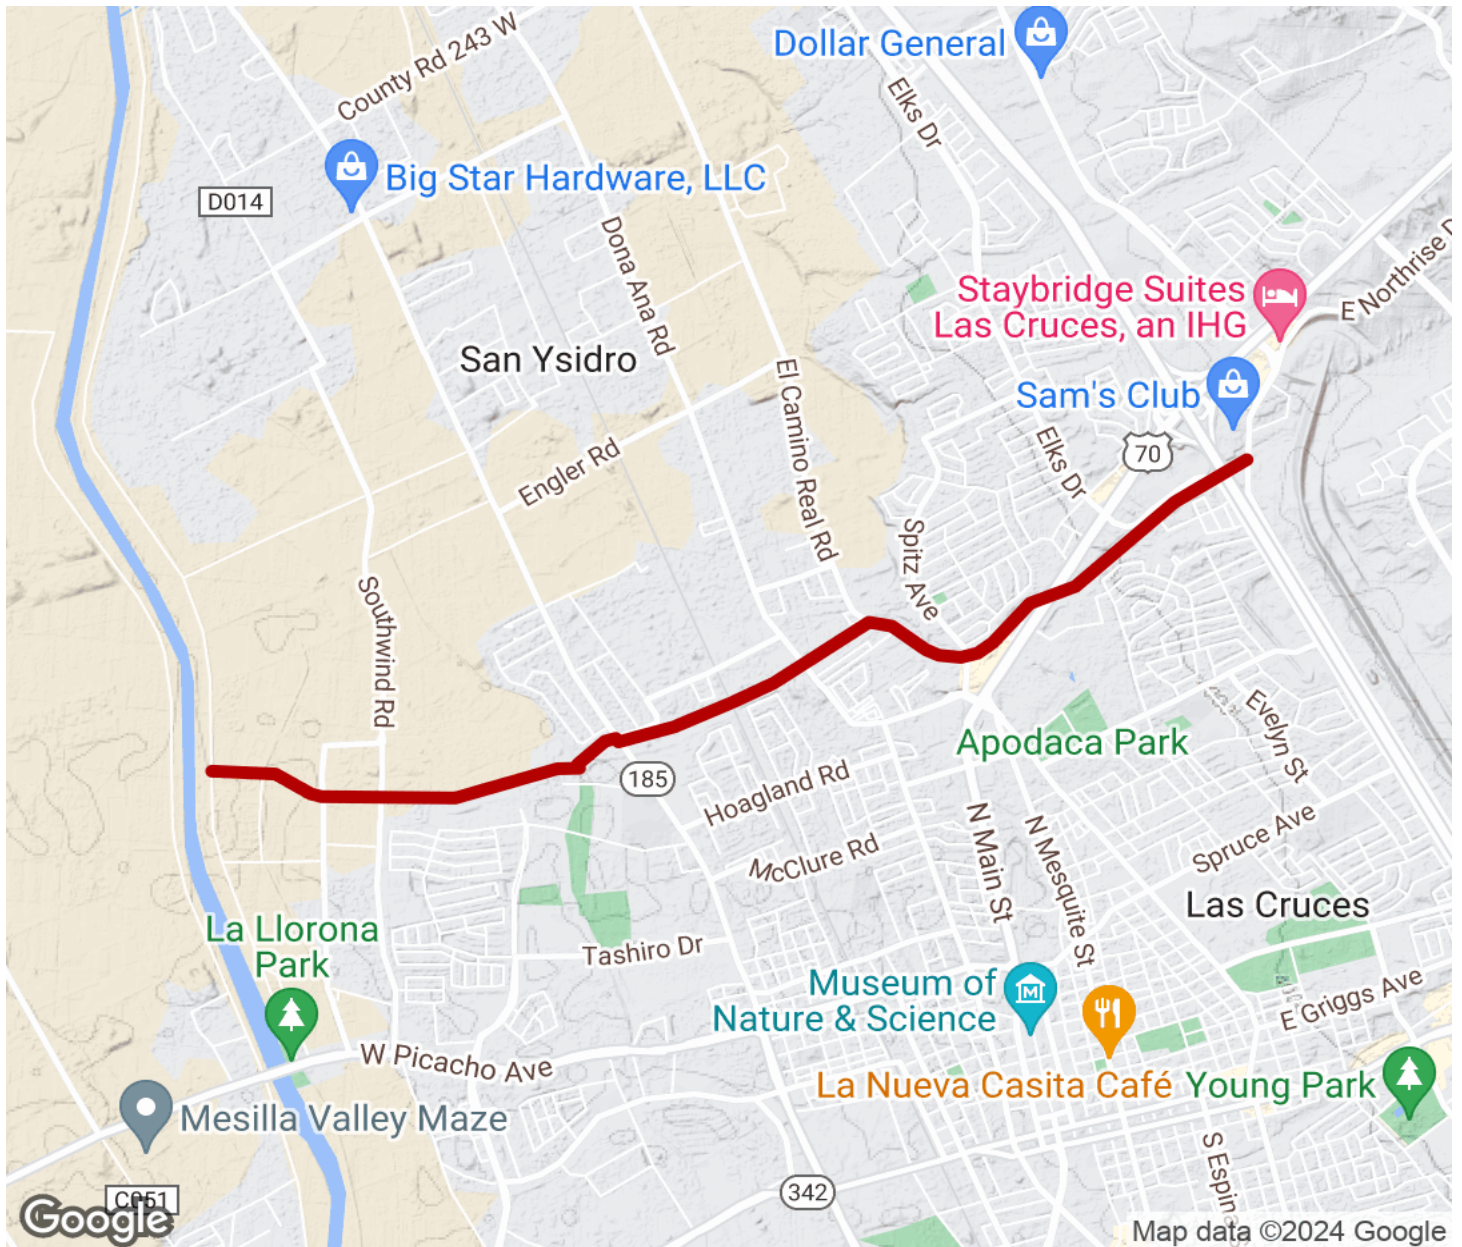 County Rd 243 W
Dollar General
Elks Dr
Big Star Hardware, LLC
D014
Dona Ana Rd
E Northrise D
Staybridge Suites
Las Cruces, an IHG
San Ysidro
El Camino Real Rd
Sam's Club
70
Elks Dr
Engler Rd
Spitz Ave
Southwind Rd
Evelyn St
Apodaca Park
185
Hoagland Rd
N Main St
N Mesquite St
Spruce Ave
McClure Rd
Las Cruces
La Llorona
Park
Tashiro Dr
Museum of
Nature & Science
E Griggs Ave
W Picacho Ave
La Nueva Casita Café
Young Park
Mesilla Valley Maze
S Espina
342
C051
Google
Map data ©2024 Google